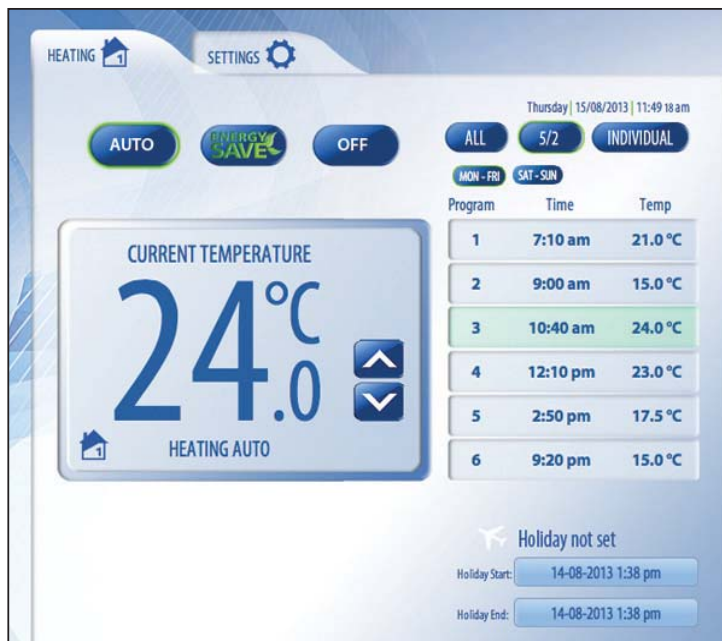 HEATING 1
SETTINGS
Thursday | 15/08/2013 | 11:49 18 am
AUTO
ENERGY SAVE
OFF
ALL
5/2
INDIVIDUAL
MON - FRI
SAT - SUN
Program Time Temp
1 7:10 am 21.0 °C
2 9:00 am 15.0 °C
3 10:40 am 24.0 °C
4 12:10 pm 23.0 °C
5 2:50 pm 17.5 °C
6 9:20 pm 15.0 °C
CURRENT TEMPERATURE
24.0 °C
1 HEATING AUTO
Holiday not set
Holiday Start: 14-08-2013 1:38 pm
Holiday End: 14-08-2013 1:38 pm